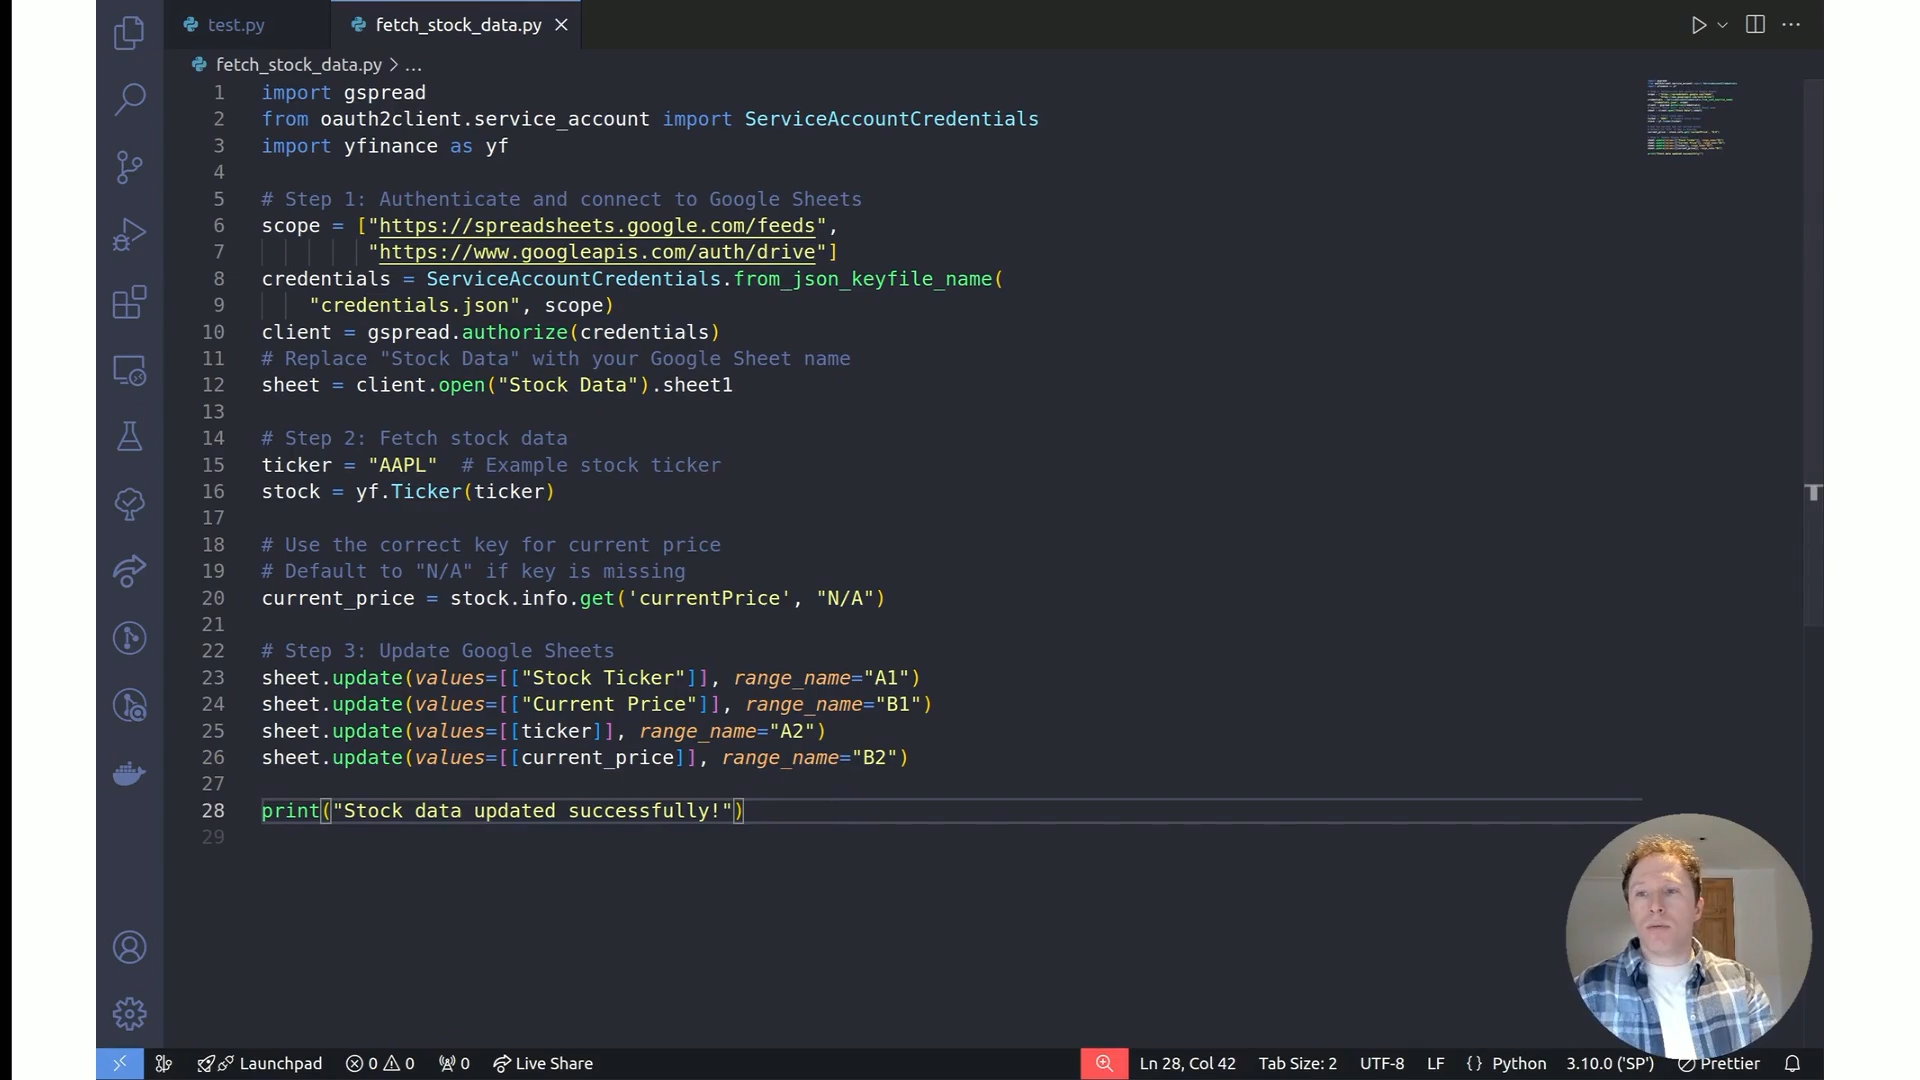 test.py
fetch_stock_data.py
fetch_stock_data.py > ...
1 import gspread
2 from oauth2client.service_account import ServiceAccountCredentials
3 import yfinance as yf
4
5 # Step 1: Authenticate and connect to Google Sheets
6 scope = ["https://spreadsheets.google.com/feeds",
7 "https://www.googleapis.com/auth/drive"]
8 credentials = ServiceAccountCredentials.from_json_keyfile_name(
9 "credentials.json", scope)
10 client = gspread.authorize(credentials)
11 # Replace "Stock Data" with your Google Sheet name
12 sheet = client.open("Stock Data").sheet1
13
14 # Step 2: Fetch stock data
15 ticker = "AAPL"  # Example stock ticker
16 stock = yf.Ticker(ticker)
17
18 # Use the correct key for current price
19 # Default to "N/A" if key is missing
20 current_price = stock.info.get('currentPrice', "N/A")
21
22 # Step 3: Update Google Sheets
23 sheet.update(values=[["Stock Ticker"]], range_name="A1")
24 sheet.update(values=[["Current Price"]], range_name="B1")
25 sheet.update(values=[[ticker]], range_name="A2")
26 sheet.update(values=[[current_price]], range_name="B2")
27
28 print("Stock data updated successfully!")
29
Launchpad 0 0 0 Live Share Ln 28, Col 42 Tab Size: 2 UTF-8 LF {} Python 3.10.0 ('SP') Prettier